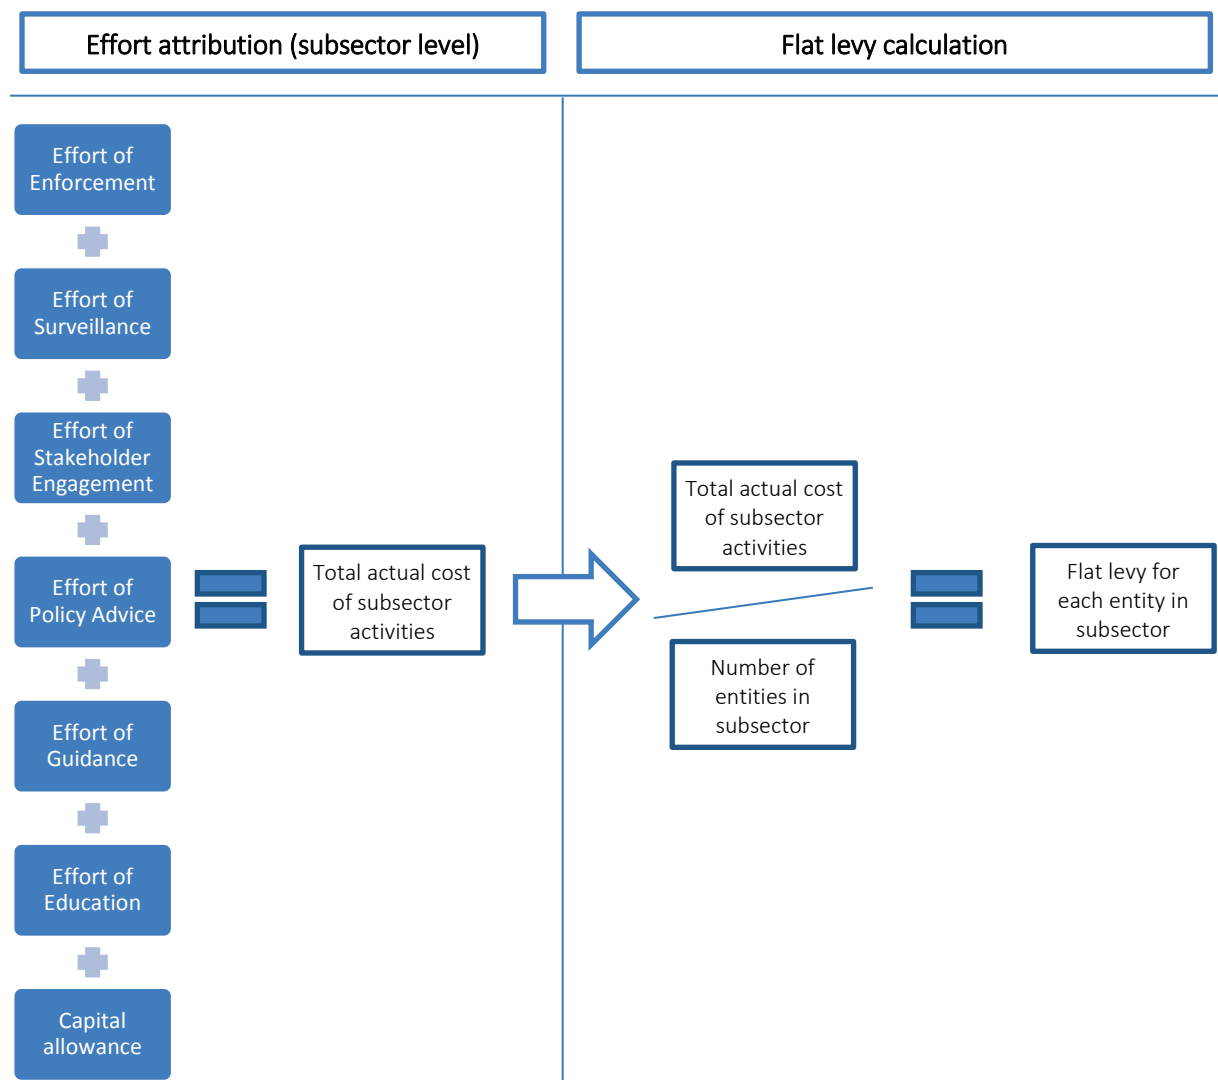 Effort attribution (subsector level)
Flat levy calculation
Effort of
Enforcement
Effort of
Surveillance
Effort of
Stakeholder
Engagement
Effort of
Policy Advice
Effort of
Guidance
Effort of
Education
Capital
allowance
Total actual cost
of subsector
activities
Total actual cost
of subsector
activities
Number of
entities in
subsector
Flat levy for
each entity in
subsector